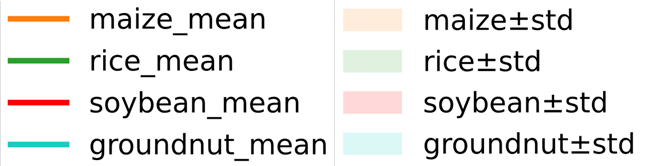 maize_mean
rice_mean
soybean_mean
groundnut_mean
maize±std
rice±std
soybean±std
groundnut±std